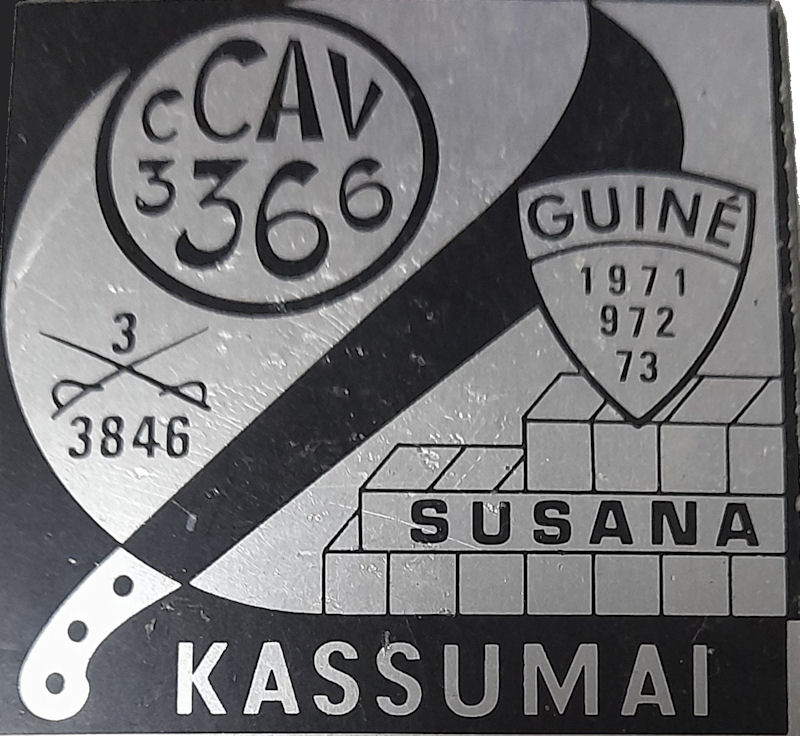 cCAV
3366
GUINÉ
1971
972
73
3
3846
SUSANA
KASSUMAI